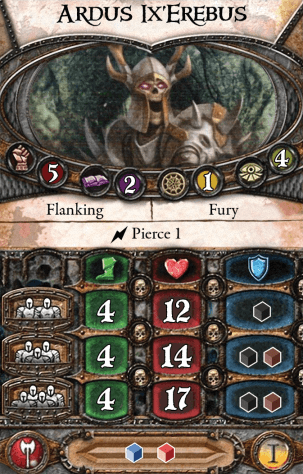 Ardus Ix'Erebus
5 2 1 4
Flanking Fury
Pierce 1
4 12
4 14
4 17
I